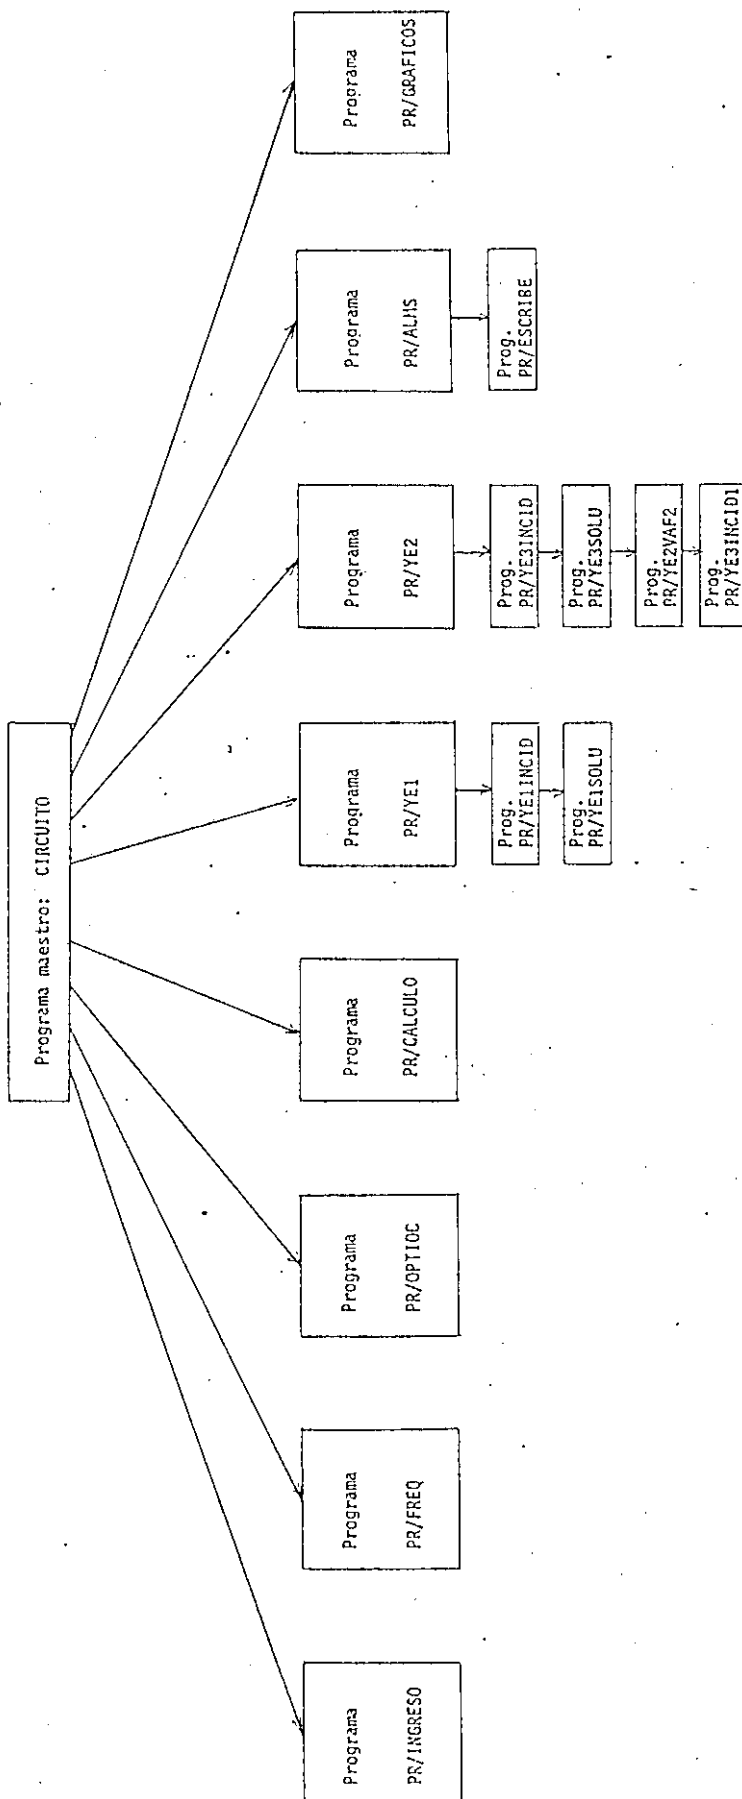 Programa maestro: CIRCUITO
Programa
PR/INGRESO
Programa
PR/FREQ
Programa
PR/OPTIOC
Programa
PR/CALCULO
Programa
PR/YE1
Prog.
PR/YE1INCID
Prog.
PR/YE1SOLU
Programa
PR/YE2
Prog.
PR/YE3INCID
Prog.
PR/YE3SOLU
Prog.
PR/YE2VAF2
Prog.
PR/YE3INCID1
Programa
PR/ALMS
Prog.
PR/ESCRIBE
Programa
PR/GRAFICOS